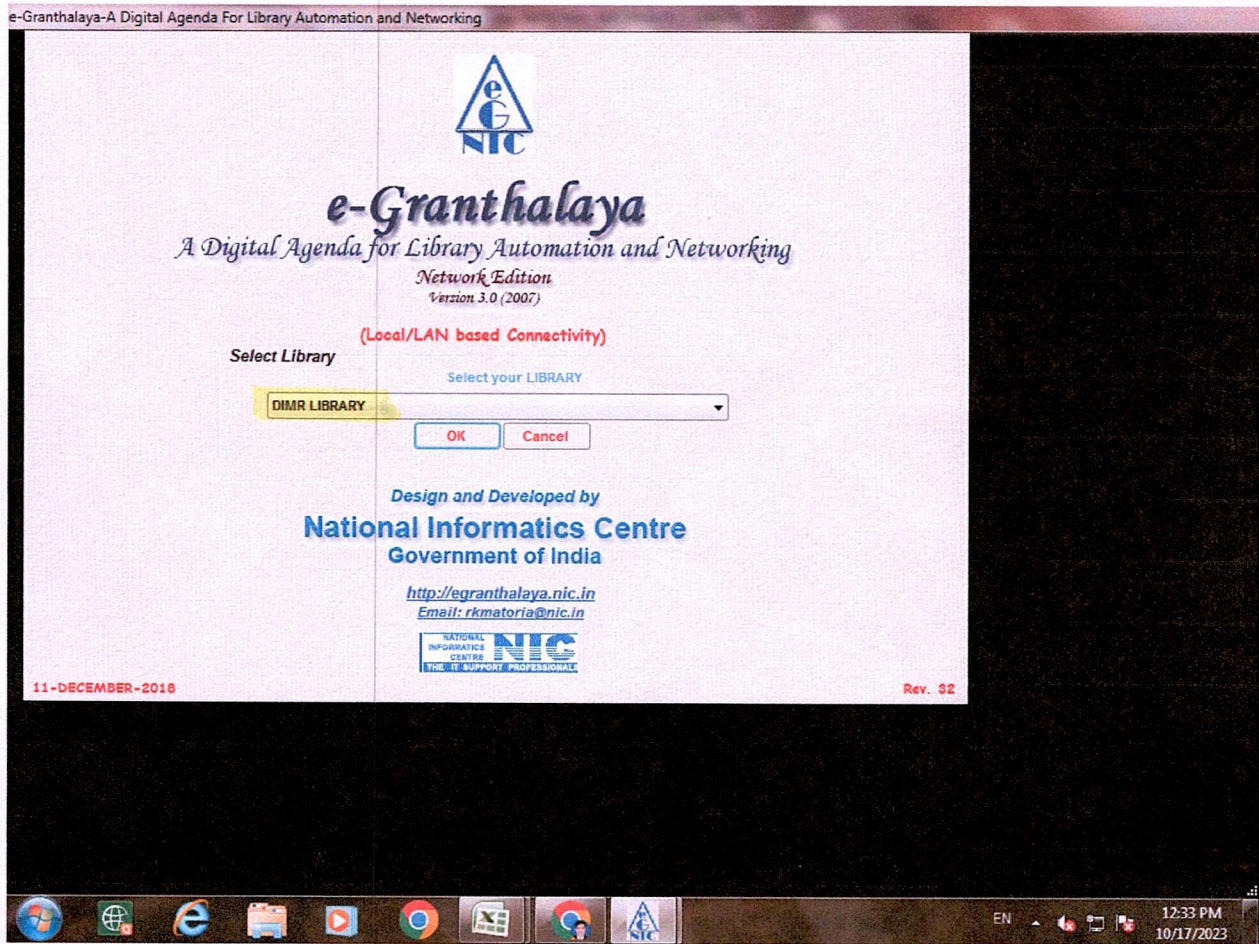 e-Granthalaya-A Digital Agenda For Library Automation and Networking
e
G
NIC
e-Granthalaya
A Digital Agenda for Library Automation and Networking
Network Edition
Version 3.0 (2007)
(Local/LAN based Connectivity)
Select Library
Select your LIBRARY
DIMR LIBRARY
OK Cancel
Design and Developed by
National Informatics Centre
Government of India
http://egranthalaya.nic.in
Email: rkmatoria@nic.in
NATIONAL
INFORMATICS
CENTRE
NIC
THE IT SUPPORT PROFESSIONALS
11-DECEMBER-2018 Rev. 32
EN 12:33 PM
10/17/2023